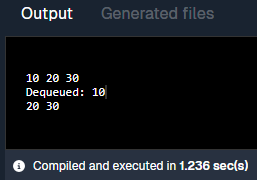 Output Generated files
10 20 30
Dequeued: 10
20 30
Compiled and executed in 1.236 sec(s)